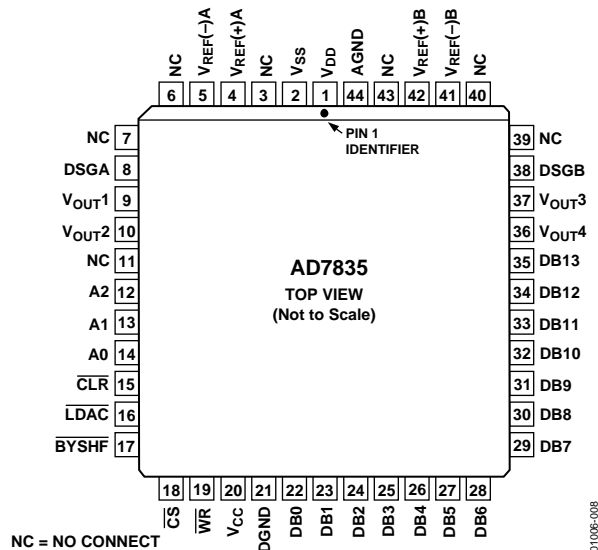 NC
VREF(–)A
VREF(+)A
NC
VSS
VDD
AGND
NC
VREF(+)B
VREF(–)B
NC
6 5 4 3 2 1 44 43 42 41 40
PIN 1
IDENTIFIER
NC 7
DSGA 8
VOUT1 9
VOUT2 10
NC 11
A2 12
A1 13
A0 14
CLR 15
LDAC 16
BYSHF 17
39 NC
38 DSGB
37 VOUT3
36 VOUT4
35 DB13
34 DB12
33 DB11
32 DB10
31 DB9
30 DB8
29 DB7
AD7835
TOP VIEW
(Not to Scale)
18 19 20 21 22 23 24 25 26 27 28
CS
WR
VCC
DGND
DB0
DB1
DB2
DB3
DB4
DB5
DB6
NC = NO CONNECT
01006-008